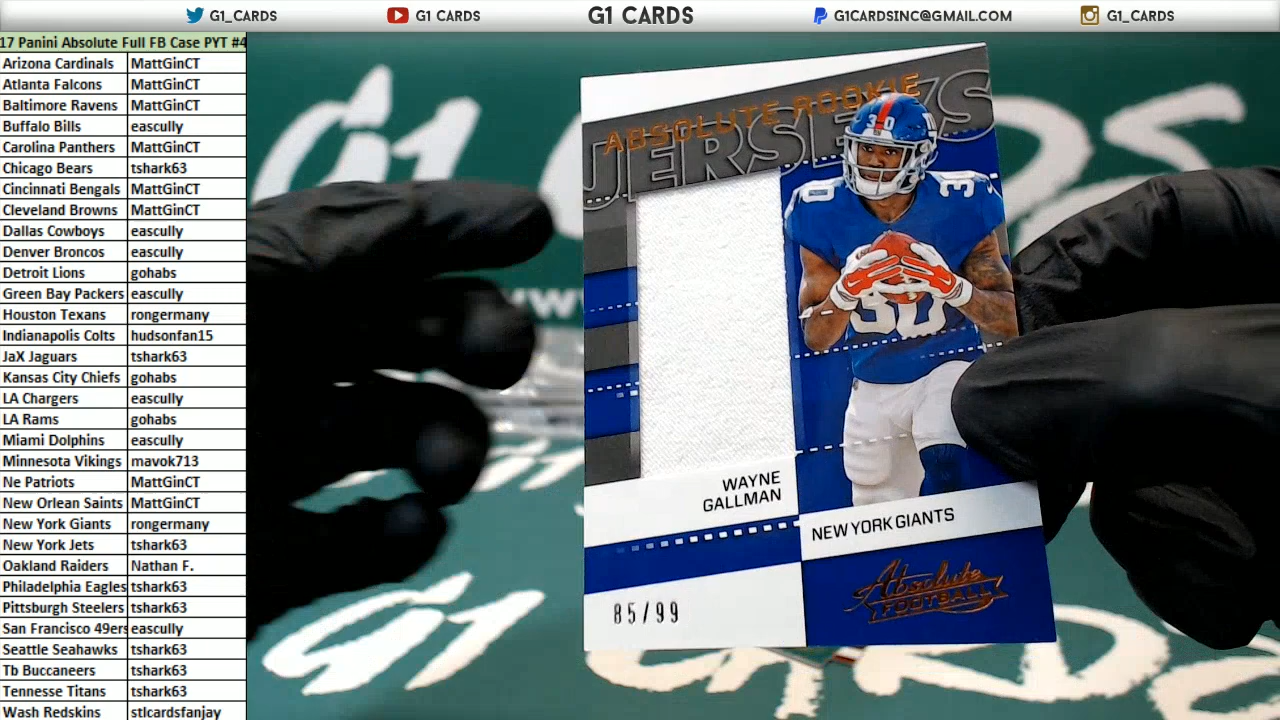 G1_CARDS
G1 CARDS
G1 CARDS
G1CARDSINC@GMAIL.COM
G1_CARDS
17 Panini Absolute Full FB Case PYT #4
Arizona Cardinals MattGinCT
Atlanta Falcons MattGinCT
Baltimore Ravens MattGinCT
Buffalo Bills eascully
Carolina Panthers MattGinCT
Chicago Bears tshark63
Cincinnati Bengals MattGinCT
Cleveland Browns MattGinCT
Dallas Cowboys eascully
Denver Broncos eascully
Detroit Lions gohabs
Green Bay Packers eascully
Houston Texans rongermany
Indianapolis Colts hudsonfan15
JaX Jaguars tshark63
Kansas City Chiefs gohabs
LA Chargers eascully
LA Rams gohabs
Miami Dolphins eascully
Minnesota Vikings mavok713
Ne Patriots MattGinCT
New Orlean Saints MattGinCT
New York Giants rongermany
New York Jets tshark63
Oakland Raiders Nathan F.
Philadelphia Eagles tshark63
Pittsburgh Steelers tshark63
San Francisco 49ers eascully
Seattle Seahawks tshark63
Tb Buccaneers tshark63
Tennesse Titans tshark63
Wash Redskins stlcardsfanjay
ABSOLUTE ROOKIE
JERSEYS
30
30
30
30
WAYNE
GALLMAN
NEW YORK GIANTS
Absolute
FOOTBALL
85/99
G1
G1